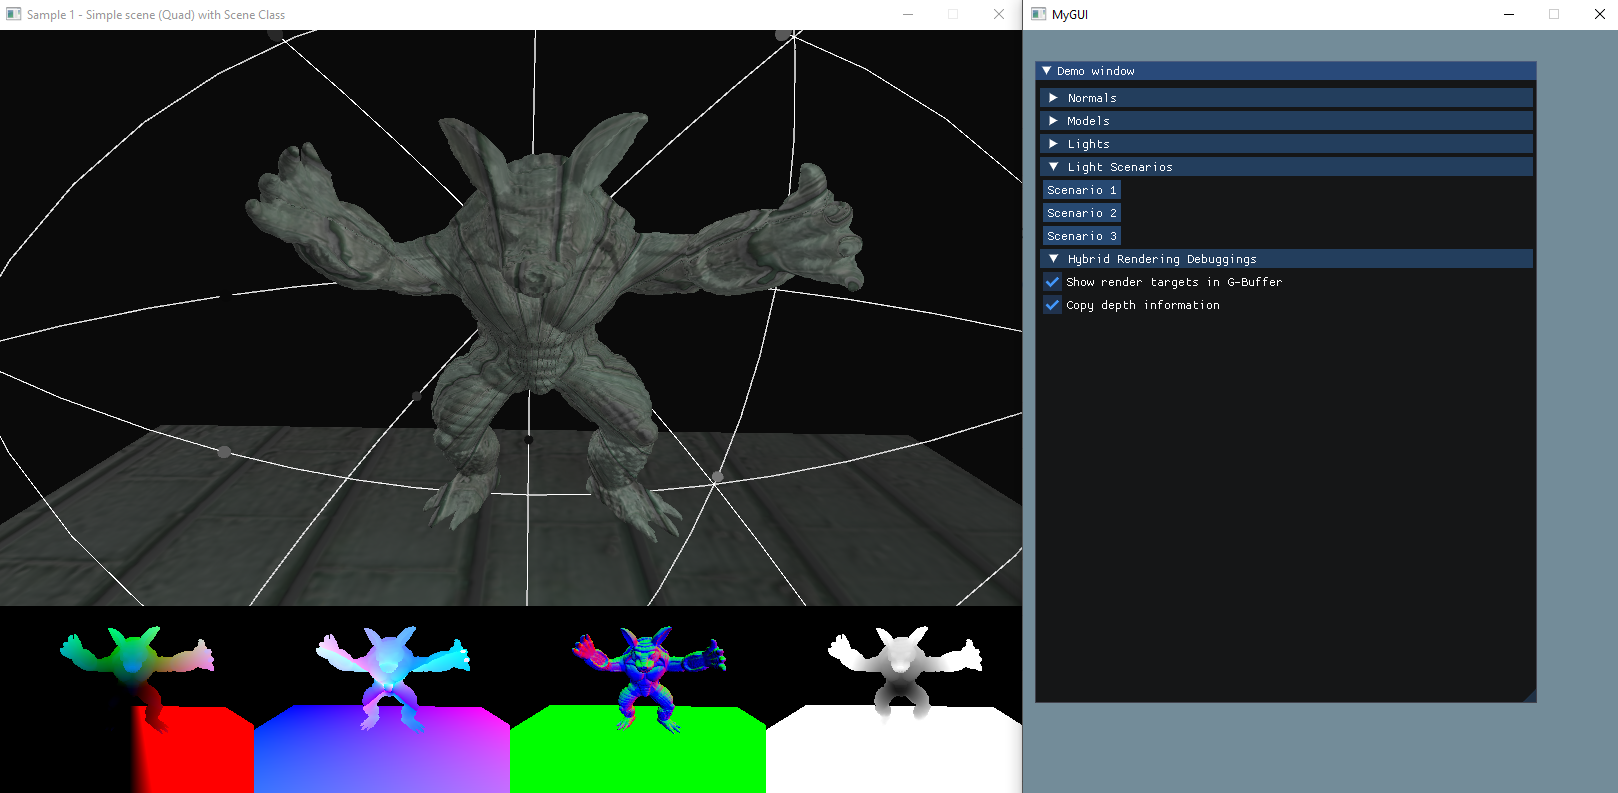 Sample 1 - Simple scene (Quad) with Scene Class
MyGUI
Demo window
Normals
Models
Lights
Light Scenarios
Scenario 1
Scenario 2
Scenario 3
Hybrid Rendering Debuggings
Show render targets in G-Buffer
Copy depth information